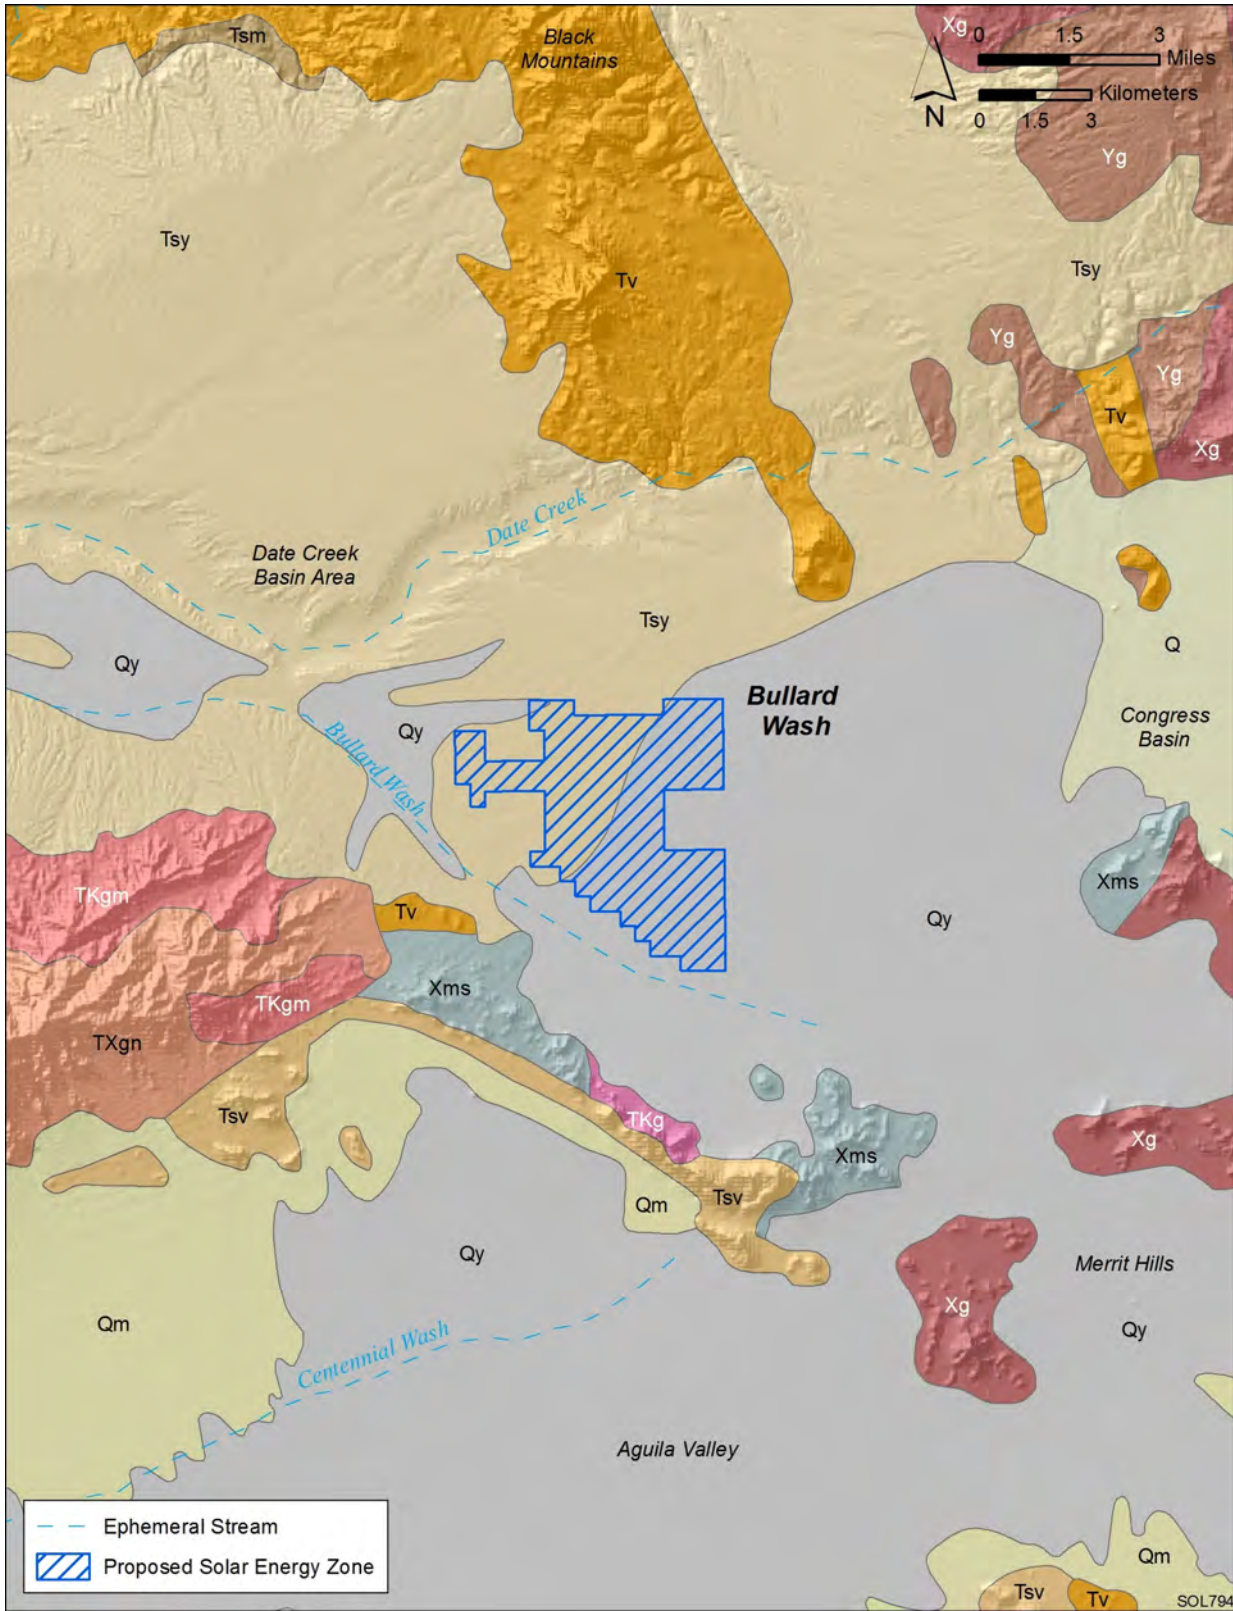 Tsm
Black
Mountains
Xg
0 1.5 3
Miles
Kilometers
0 1.5 3
N
Yg
Tsy
Tv
Tsy
Yg
Yg
Tv
Xg
Date Creek
Date Creek
Basin Area
Tsy
Q
Qy
Bullard
Wash
Congress
Basin
Qy
Bullard Wash
TKgm
Xms
Tv
Qy
Xms
TKgm
TXgn
Tsv
TKg
Xg
Xms
Qm
Tsv
Qy
Merrit Hills
Xg
Qm
Qy
Centennial Wash
Aguila Valley
Ephemeral Stream
Proposed Solar Energy Zone
Qm
Tsv
Tv
SOL794